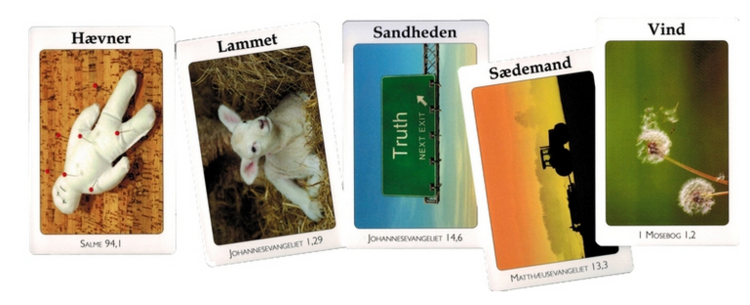 Hævner
SALME 94,1
Lammet
JOHANNESEVANGELIET 1,29
Sandheden
Truth
NEXT EXIT
JOHANNESEVANGELIET 14,6
Sædemand
MATTHÆUSEVANGELIET 13,3
Vind
1 MOSEBOG 1,2